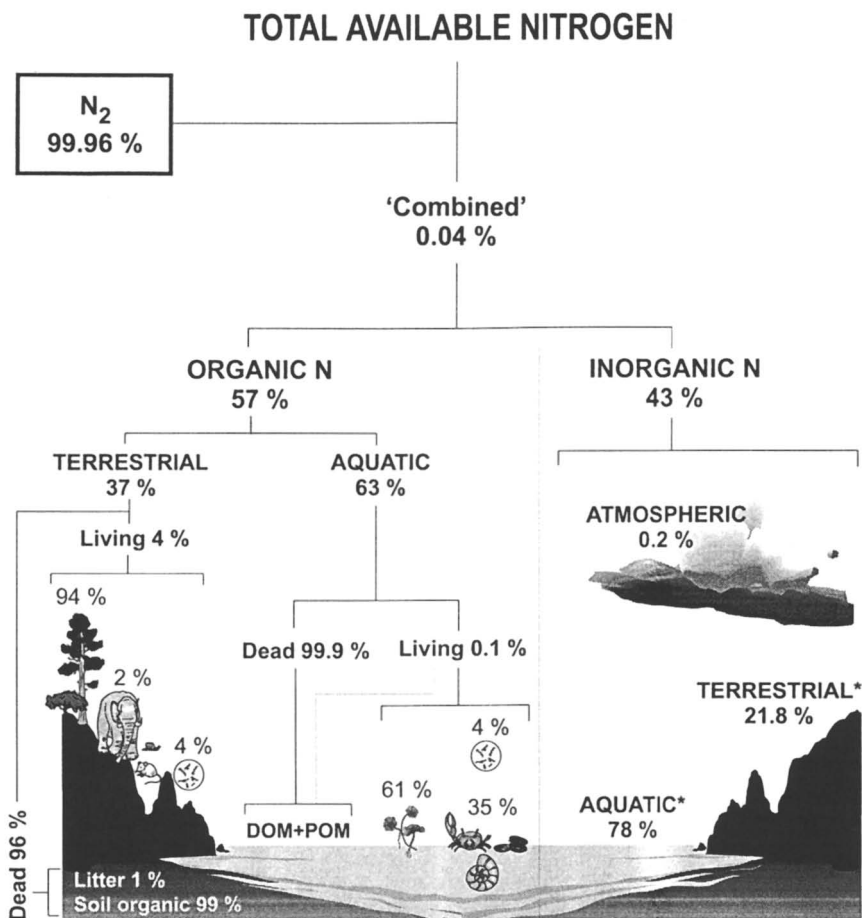 TOTAL AVAILABLE NITROGEN
N₂
99.96 %
'Combined'
0.04 %
ORGANIC N
57 %
INORGANIC N
43 %
TERRESTRIAL
37 %
AQUATIC
63 %
Living 4 %
94 %
2 %
4 %
Dead 96 %
Litter 1 %
Soil organic 99 %
Dead 99.9 %
Living 0.1 %
DOM+POM
61 %
4 %
35 %
ATMOSPHERIC
0.2 %
TERRESTRIAL*
21.8 %
AQUATIC*
78 %